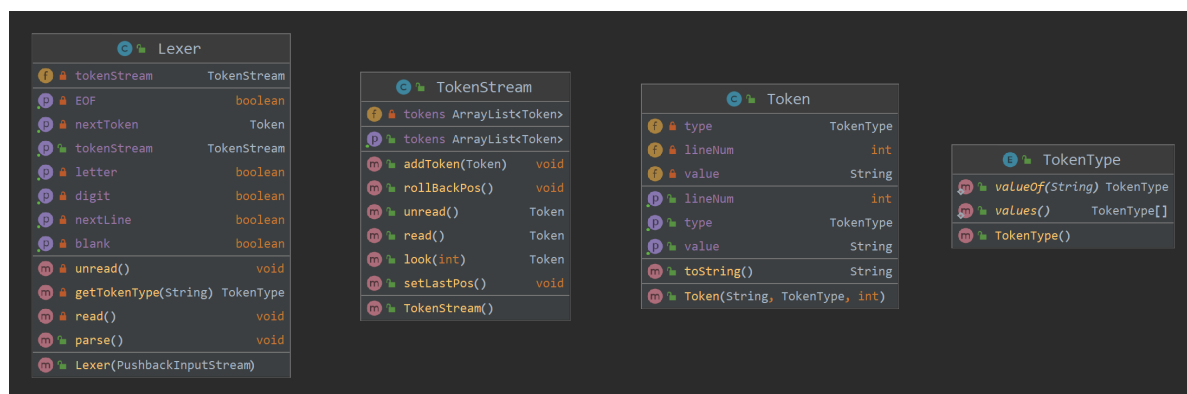 Lexer
tokenStream TokenStream
EOF boolean
nextToken Token
tokenStream TokenStream
letter boolean
digit boolean
nextLine boolean
blank boolean
unread() void
getTokenType(String) TokenType
read() void
parse() void
Lexer(PushbackInputStream)
TokenStream
tokens ArrayList<Token>
tokens ArrayList<Token>
addToken(Token) void
rollBackPos() void
unread() Token
read() Token
look(int) Token
setLastPos() void
TokenStream()
Token
type TokenType
lineNum int
value String
lineNum int
type TokenType
value String
toString() String
Token(String, TokenType, int)
TokenType
valueOf(String) TokenType
values() TokenType[]
TokenType()